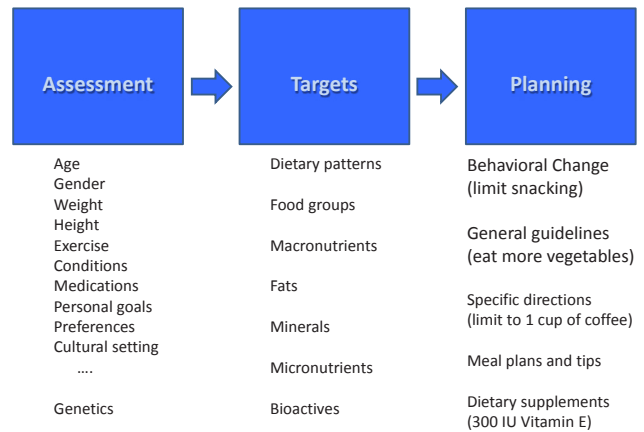 Assessment
Targets
Planning
Age
Gender
Weight
Height
Exercise
Conditions
Medications
Personal goals
Preferences
Cultural setting
....
Genetics
Dietary patterns
Food groups
Macronutrients
Fats
Minerals
Micronutrients
Bioactives
Behavioral Change
(limit snacking)
General guidelines
(eat more vegetables)
Specific directions
(limit to 1 cup of coffee)
Meal plans and tips
Dietary supplements
(300 IU Vitamin E)